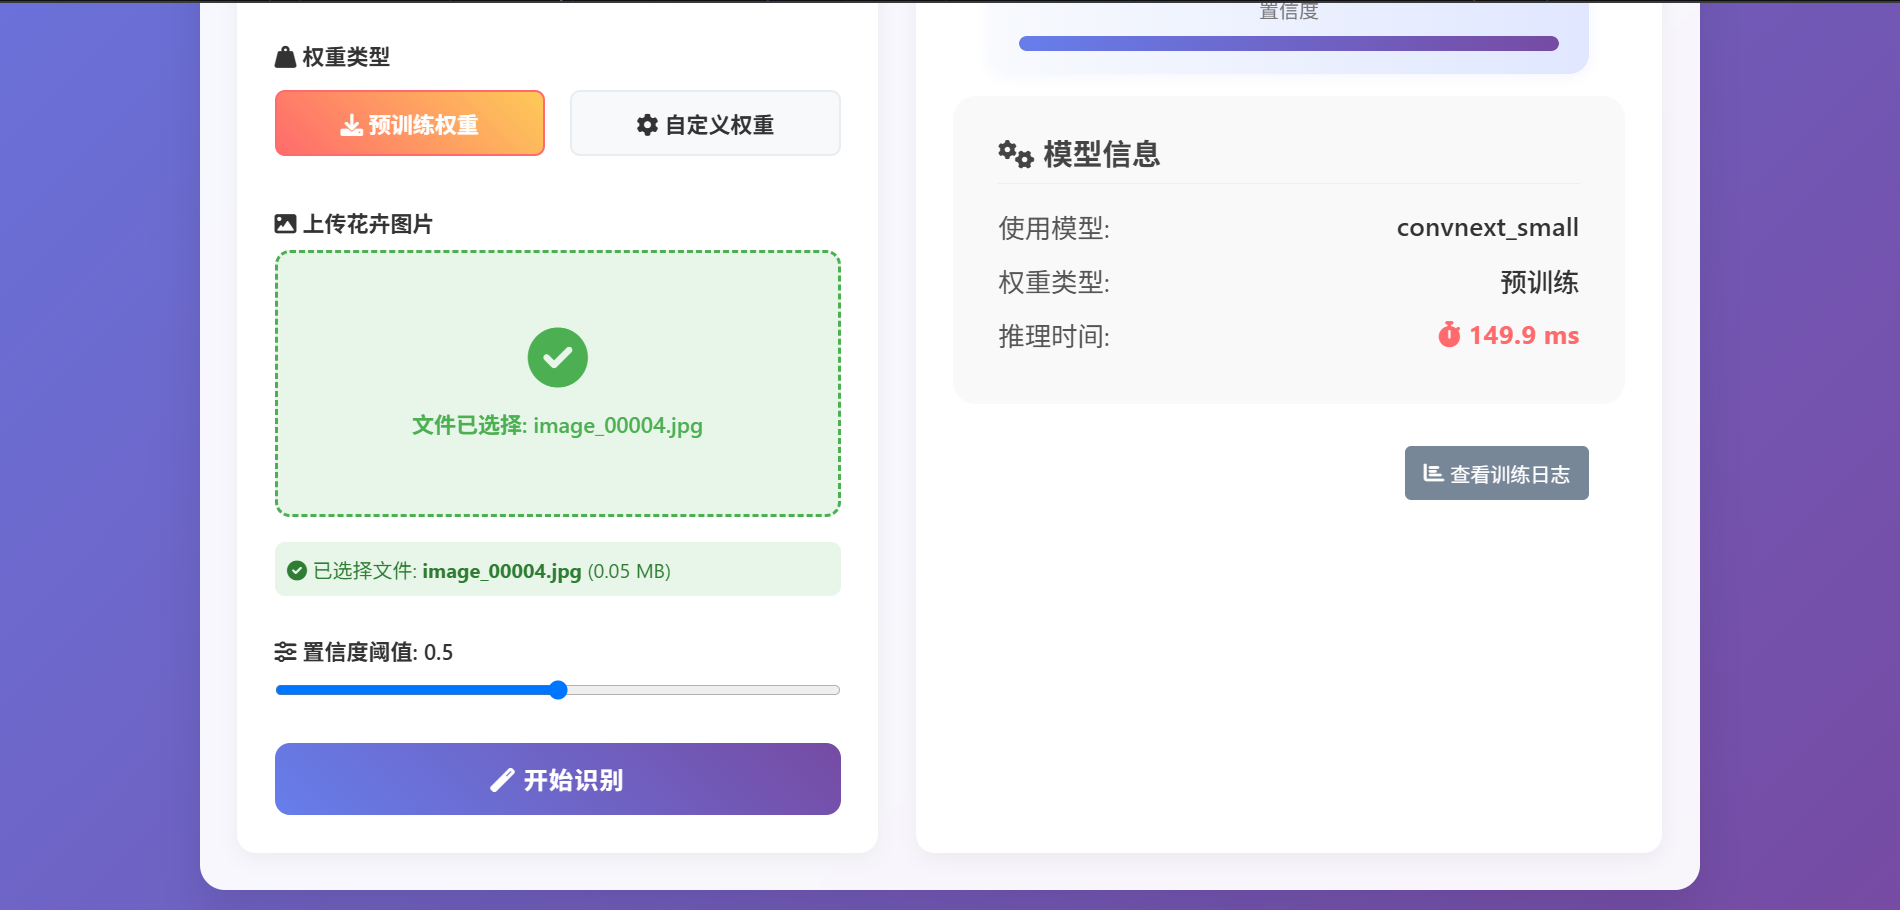 权重类型
预训练权重
自定义权重
上传花卉图片
文件已选择: image_00004.jpg
已选择文件: image_00004.jpg (0.05 MB)
置信度阈值: 0.5
开始识别
置信度
模型信息
使用模型: convnext_small
权重类型: 预训练
推理时间: 149.9 ms
查看训练日志